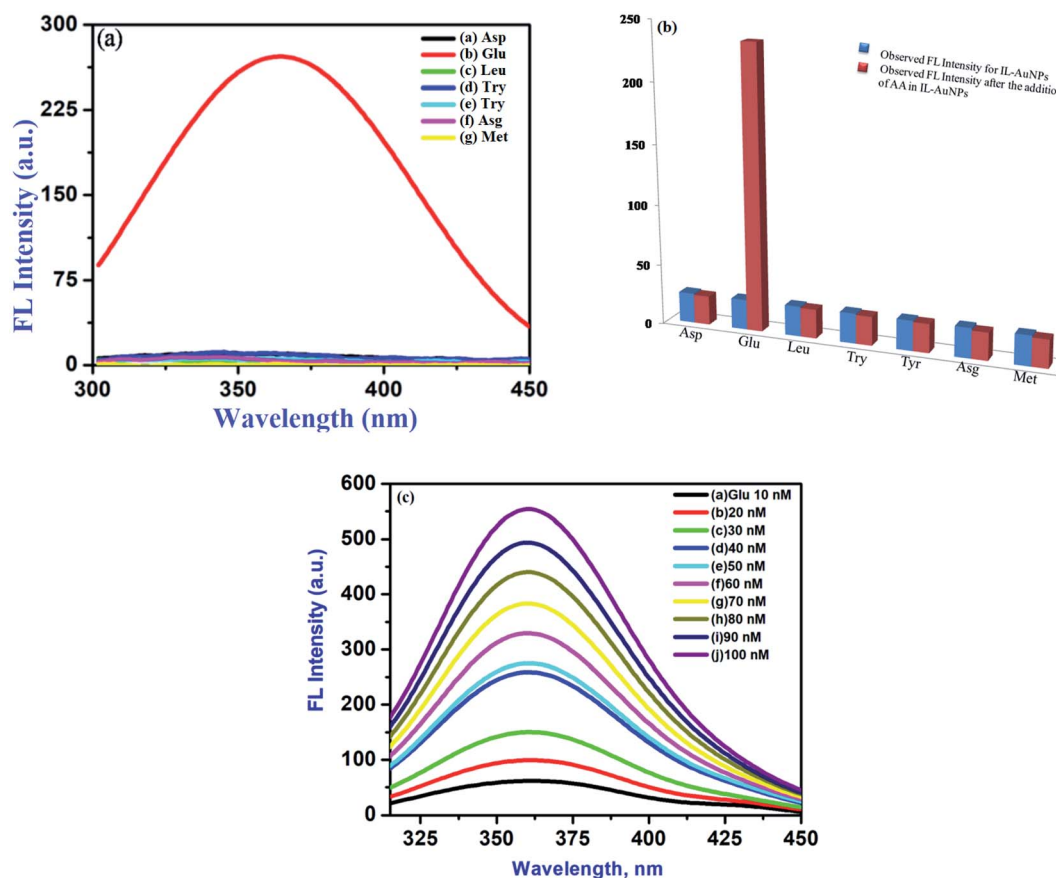 (a)
300
225
150
75
0
300
350
400
450
FL Intensity (a.u.)
Wavelength (nm)
(a) Asp
(b) Glu
(c) Leu
(d) Try
(e) Try
(f) Asg
(g) Met
(b)
250
200
150
100
50
0
Observed FL Intensity for IL-AuNPs
Observed FL Intensity after the addition
of AA in IL-AuNPs
Asp
Glu
Leu
Try
Tyr
Asg
Met
(c)
600
500
400
300
200
100
0
325
350
375
400
425
450
FL Intensity (a.u.)
Wavelength, nm
(a)Glu 10 nM
(b)20 nM
(c)30 nM
(d)40 nM
(e)50 nM
(f)60 nM
(g)70 nM
(h)80 nM
(i)90 nM
(j)100 nM